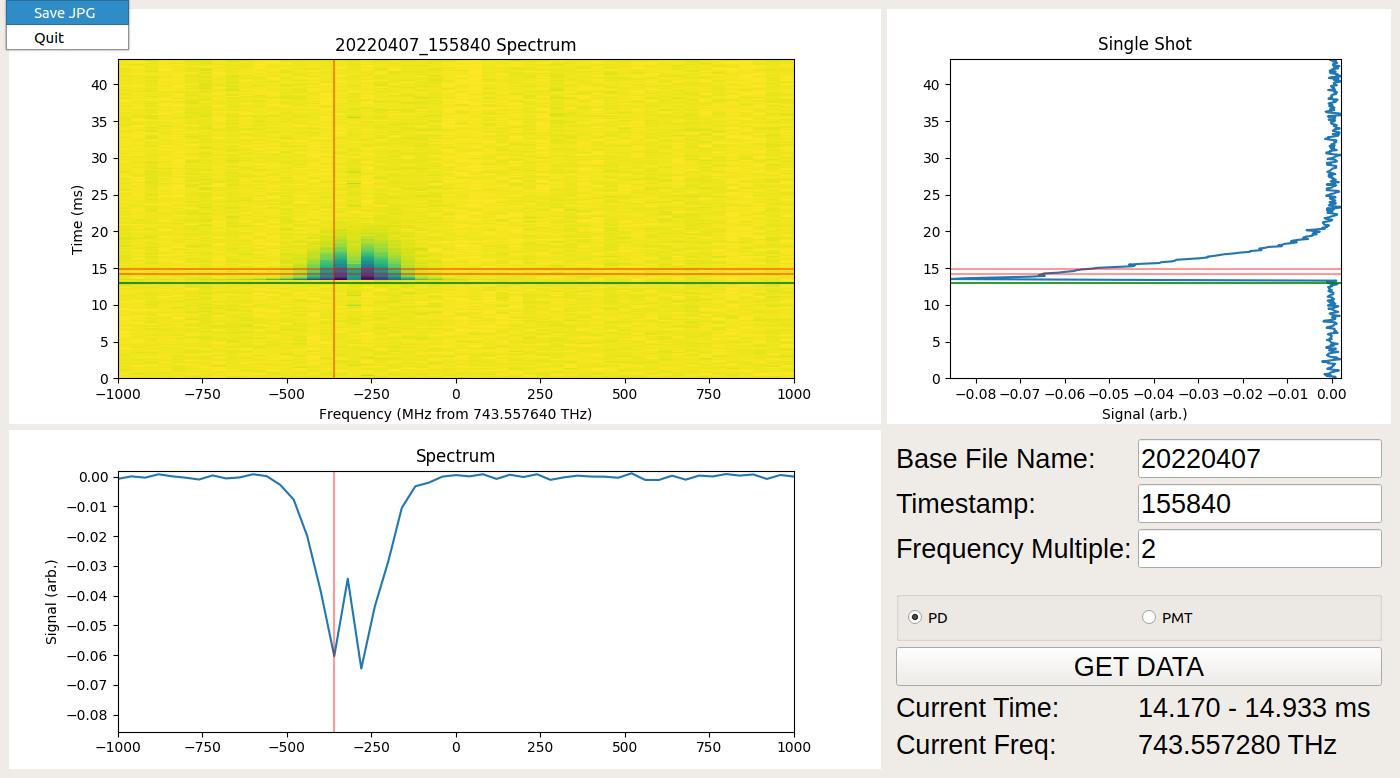 Save JPG
Quit
20220407_155840 Spectrum
40
35
30
25
20
15
10
5
0
Time (ms)
−1000 −750 −500 −250 0 250 500 750 1000
Frequency (MHz from 743.557640 THz)
Single Shot
40
35
30
25
20
15
10
5
0
−0.08 −0.07 −0.06 −0.05 −0.04 −0.03 −0.02 −0.01 0.00
Signal (arb.)
Spectrum
0.00
−0.01
−0.02
−0.03
−0.04
−0.05
−0.06
−0.07
−0.08
Signal (arb.)
−1000 −750 −500 −250 0 250 500 750 1000
Base File Name: 20220407
Timestamp: 155840
Frequency Multiple: 2
PD PMT
GET DATA
Current Time: 14.170 - 14.933 ms
Current Freq: 743.557280 THz